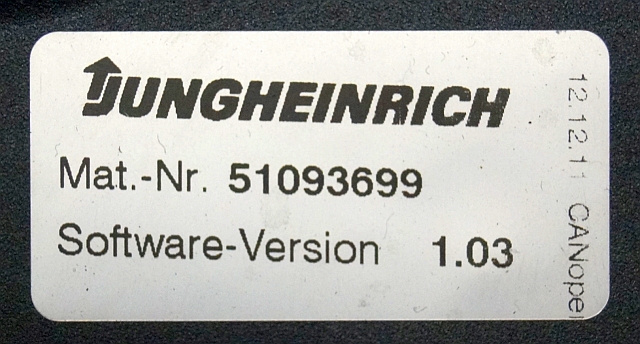 JUNGHEINRICH
Mat.-Nr. 51093699
Software-Version 1.03
12.12.11 CANope